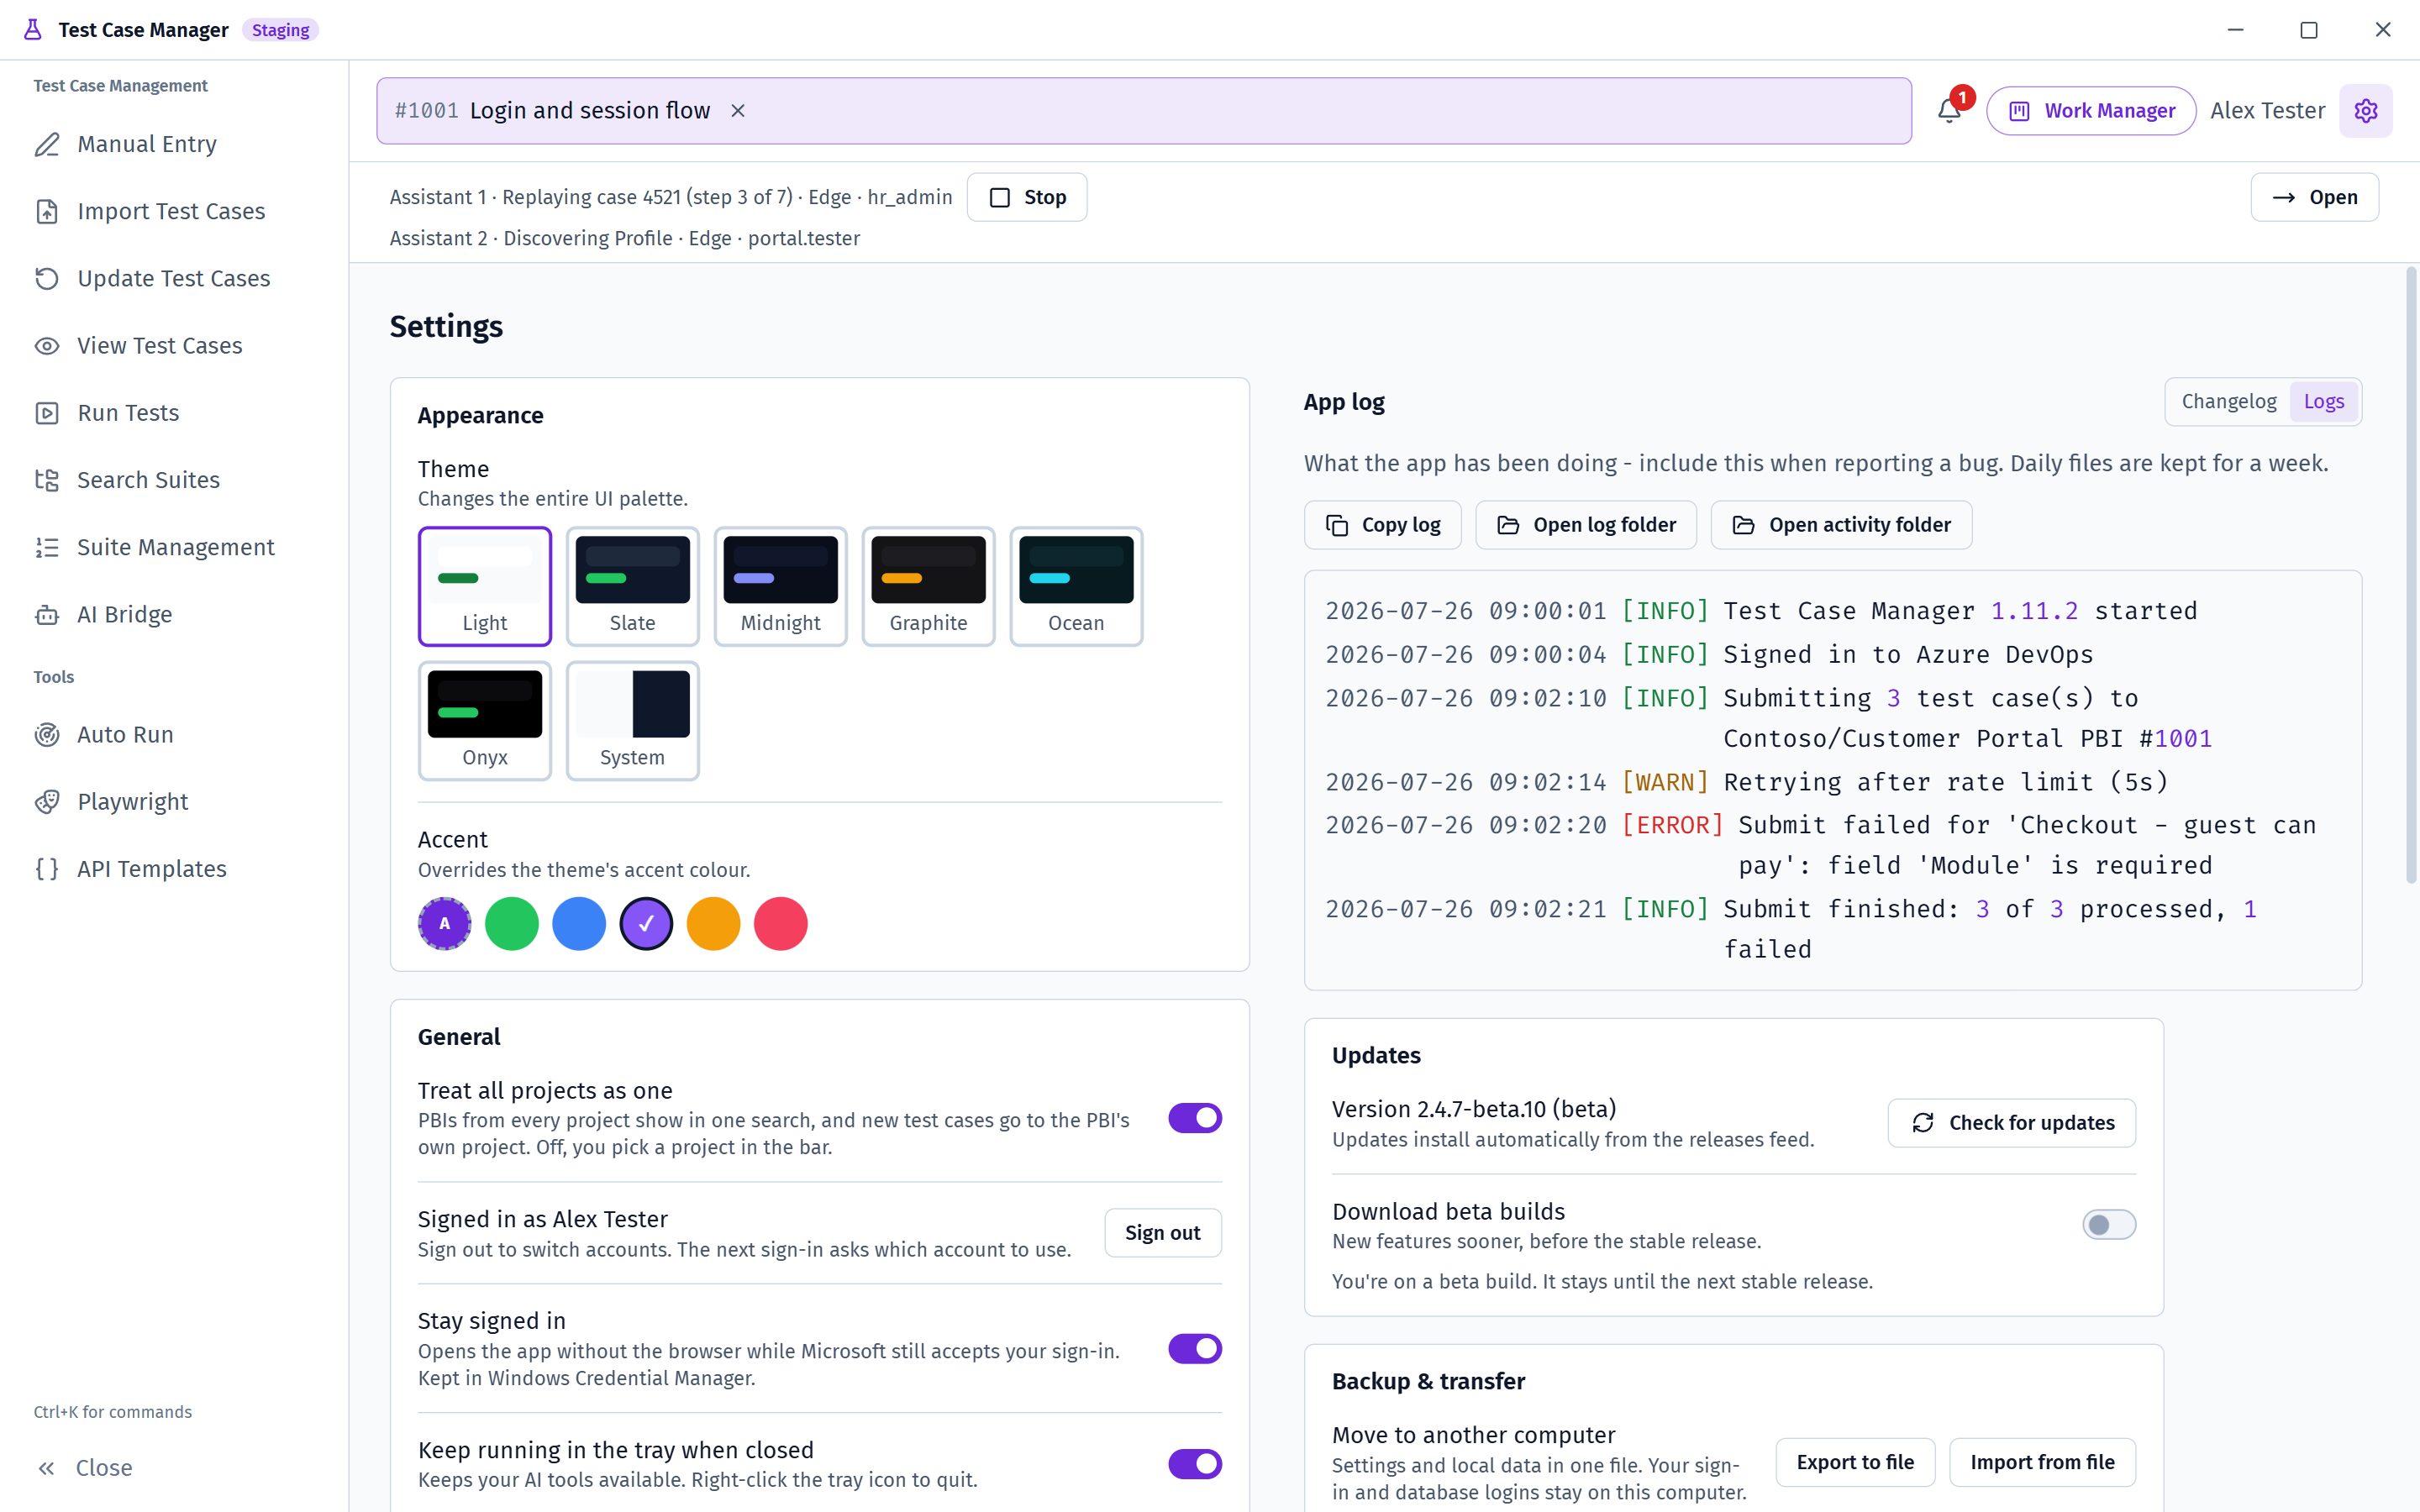 Test Case Manager Staging
Test Case Management
Manual Entry
Import Test Cases
Update Test Cases
View Test Cases
Run Tests
Search Suites
Suite Management
AI Bridge
Tools
Auto Run
Playwright
API Templates
Ctrl+K for commands
Close
#1001 Login and session flow
1
Work Manager
Alex Tester
Assistant 1 · Replaying case 4521 (step 3 of 7) · Edge · hr_admin
Stop
Open
Assistant 2 · Discovering Profile · Edge · portal.tester
Settings
Appearance
Theme
Changes the entire UI palette.
Light
Slate
Midnight
Graphite
Ocean
Onyx
System
Accent
Overrides the theme's accent colour.
A
General
Treat all projects as one
PBIs from every project show in one search, and new test cases go to the PBI's
own project. Off, you pick a project in the bar.
Signed in as Alex Tester
Sign out to switch accounts. The next sign-in asks which account to use.
Sign out
Stay signed in
Opens the app without the browser while Microsoft still accepts your sign-in.
Kept in Windows Credential Manager.
Keep running in the tray when closed
Keeps your AI tools available. Right-click the tray icon to quit.
App log
Changelog
Logs
What the app has been doing - include this when reporting a bug. Daily files are kept for a week.
Copy log
Open log folder
Open activity folder
2026-07-26 09:00:01 [INFO] Test Case Manager 1.11.2 started
2026-07-26 09:00:04 [INFO] Signed in to Azure DevOps
2026-07-26 09:02:10 [INFO] Submitting 3 test case(s) to
Contoso/Customer Portal PBI #1001
2026-07-26 09:02:14 [WARN] Retrying after rate limit (5s)
2026-07-26 09:02:20 [ERROR] Submit failed for 'Checkout - guest can
pay': field 'Module' is required
2026-07-26 09:02:21 [INFO] Submit finished: 3 of 3 processed, 1
failed
Updates
Version 2.4.7-beta.10 (beta)
Updates install automatically from the releases feed.
Check for updates
Download beta builds
New features sooner, before the stable release.
You're on a beta build. It stays until the next stable release.
Backup & transfer
Move to another computer
Settings and local data in one file. Your sign-
in and database logins stay on this computer.
Export to file
Import from file